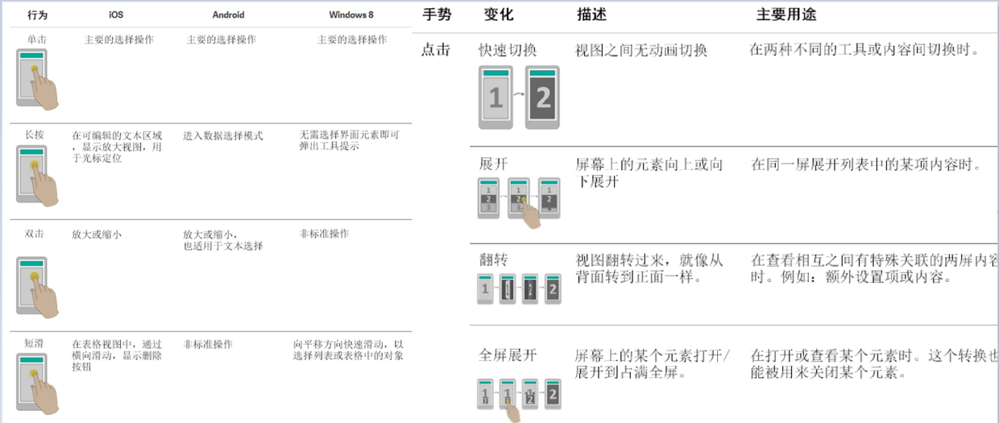 行为 iOS Android Windows 8
单击 主要的选择操作 主要的选择操作 主要的选择操作
长按 在可编辑的文本区域 进入数据选择模式 无需选择界面元素即可
，显示放大视图，用 弹出工具提示
于光标定位
双击 放大或缩小 放大或缩小， 非标准操作
也适用于文本选择
短滑 在表格视图中，通过 非标准操作 向平移方向快速滑动，以
横向滑动，显示删除 选择列表或表格中的对象
按钮
手势 变化 描述 主要用途
点击 快速切换 视图之间无动画切换 在两种不同的工具或内容间切换时。
1 2
展开 屏幕上的元素向上或向 在同一屏展开列表中的某项内容时。
下展开
1 1 1
2 2 2
3 3
翻转 视图翻转过来，就像从 在查看相互之间有特殊关联的两屏内容
背面转到正面一样。 时。例如：额外设置项或内容。
1 2
全屏展开 屏幕上的某个元素打开/ 在打开或查看某个元素时。这个转换也
展开到占满全屏。 能被用来关闭某个元素。
1 1 1 2
2 2